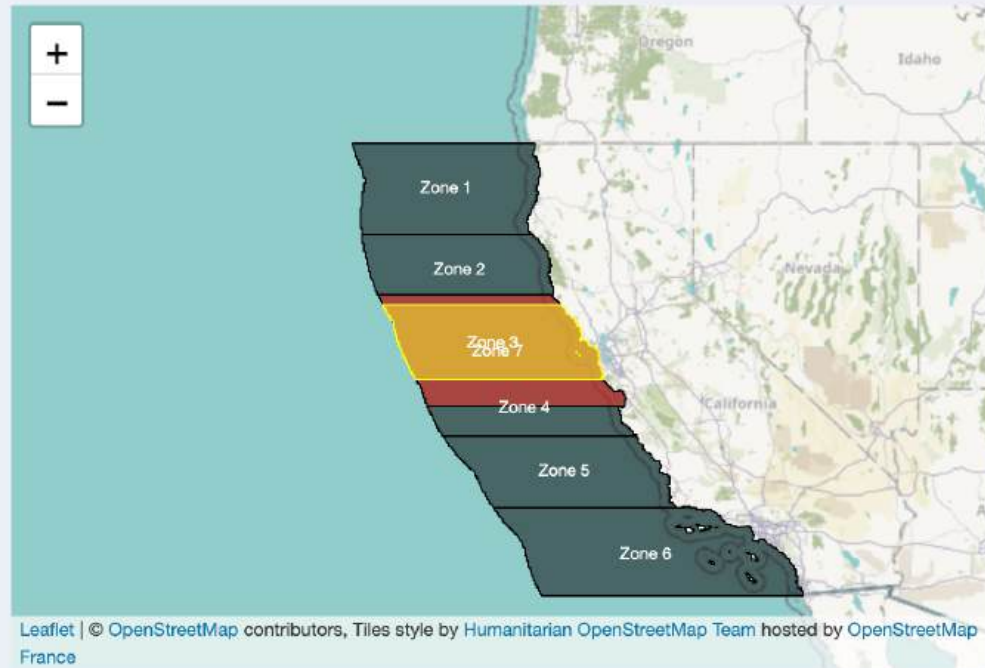 +
Oregon
Idaho
−
Zone 1
Zone 2
Nevada
Zone 3
Zone 7
California
Zone 4
Zone 5
Zone 6
Leaflet | © OpenStreetMap contributors, Tiles style by Humanitarian OpenStreetMap Team hosted by OpenStreetMap
France